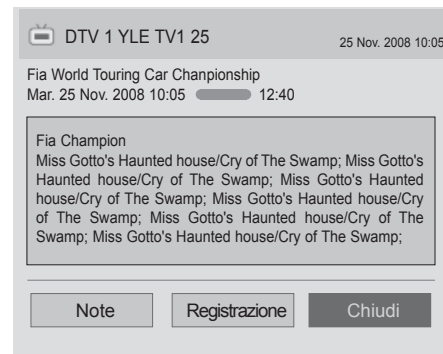 DTV 1 YLE TV1 25
25 Nov. 2008 10:05
Fia World Touring Car Chanpionship
Mar. 25 Nov. 2008 10:05 12:40
Fia Champion
Miss Gotto's Haunted house/Cry of The Swamp; Miss Gotto's
Haunted house/Cry of The Swamp; Miss Gotto's Haunted
house/Cry of The Swamp; Miss Gotto's Haunted house/Cry
of The Swamp; Miss Gotto's Haunted house/Cry of The
Swamp; Miss Gotto's Haunted house/Cry of The Swamp;
Note
Registrazione
Chiudi